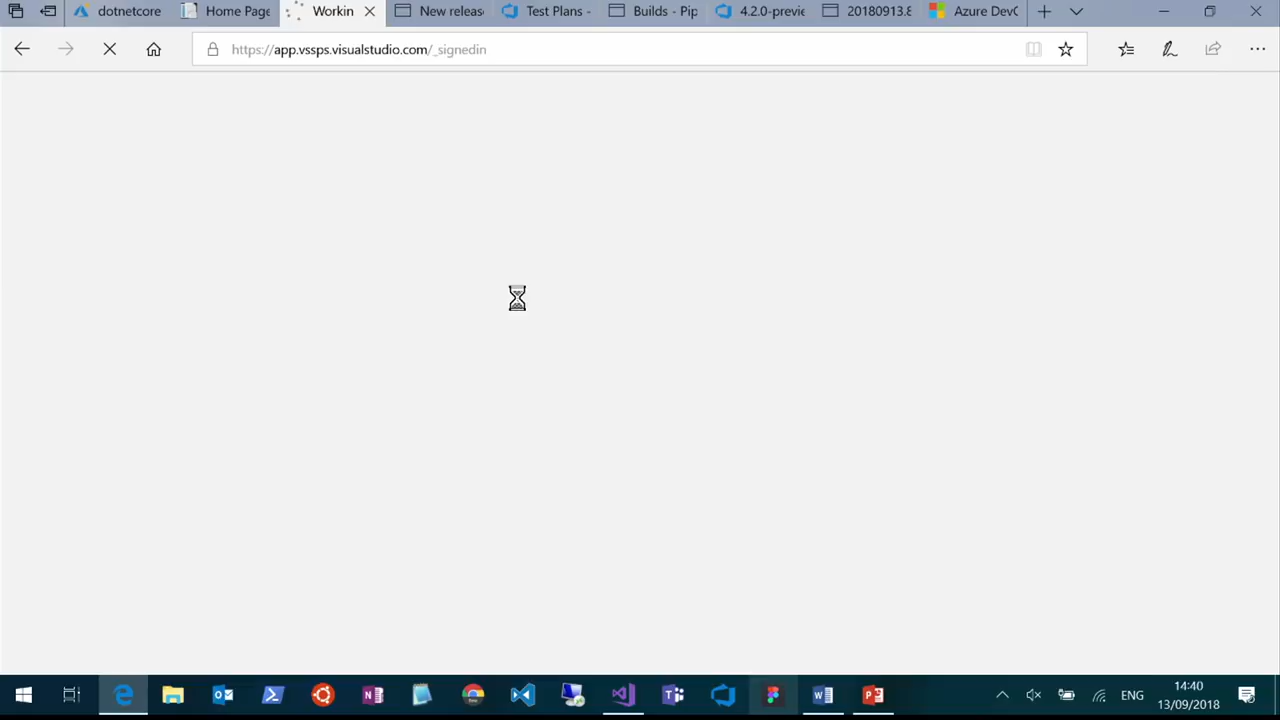 dotnetcore
Home Page
Workin
New releas
Test Plans -
Builds - Pip
4.2.0-previe
20180913.8
Azure DevO
https://app.vssps.visualstudio.com/_signedin
ENG
14:40
13/09/2018